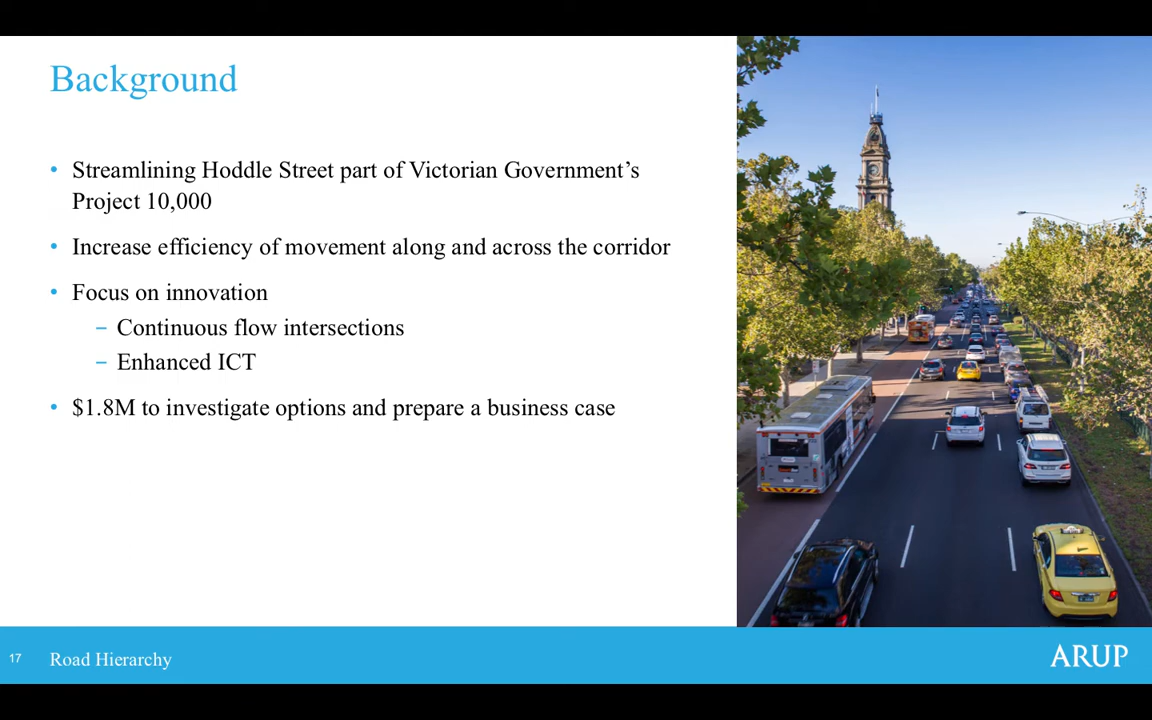 Background
• Streamlining Hoddle Street part of Victorian Government’s
Project 10,000
• Increase efficiency of movement along and across the corridor
• Focus on innovation
– Continuous flow intersections
– Enhanced ICT
• $1.8M to investigate options and prepare a business case
17 Road Hierarchy
ARUP